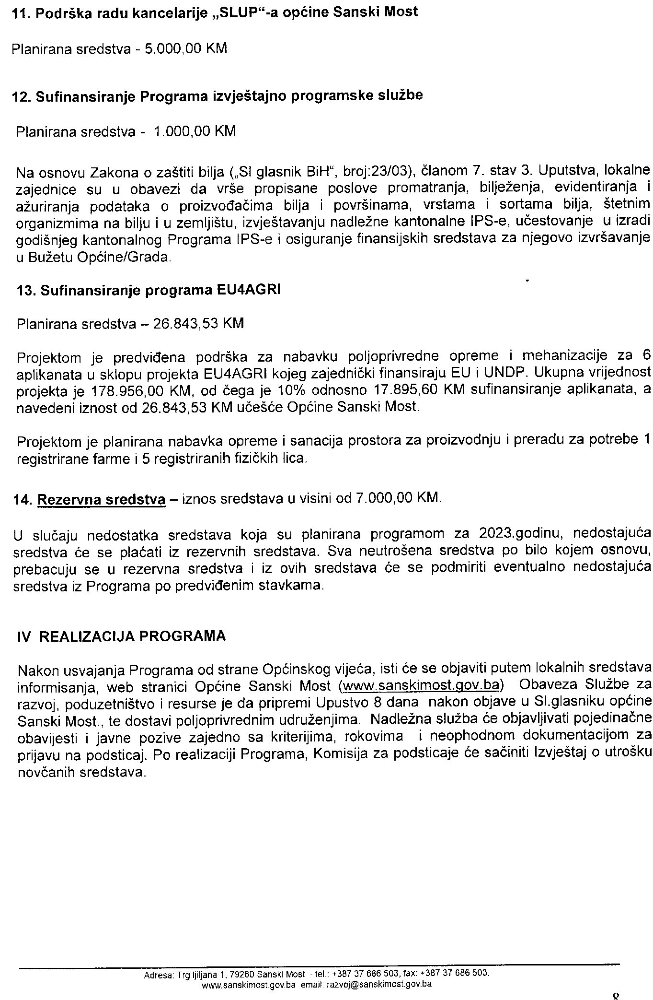 11. Podrška radu kancelarije „SLUP“-a općine Sanski Most
Planirana sredstva - 5.000,00 KM
12. Sufinansiranje Programa izvještajno programske službe
Planirana sredstva - 1.000,00 KM
Na osnovu Zakona o zaštiti bilja („Sl glasnik BiH“, broj:23/03), članom 7. stav 3. Uputstva, lokalne
zajednice su u obavezi da vrše propisane poslove promatranja, bilježenja, evidentiranja i
ažuriranja podataka o proizvođačima bilja i površinama, vrstama i sortama bilja, štetnim
organizmima na bilju i u zemljištu, izvještavanju nadležne kantonalne IPS-e, učestovanje u izradi
godišnjeg kantonalnog Programa IPS-e i osiguranje finansijskih sredstava za njegovo izvršavanje
u Bužetu Općine/Grada.
13. Sufinansiranje programa EU4AGRI
Planirana sredstva – 26.843,53 KM
Projektom je predviđena podrška za nabavku poljoprivredne opreme i mehanizacije za 6
aplikanata u sklopu projekta EU4AGRI kojeg zajednički finansiraju EU i UNDP. Ukupna vrijednost
projekta je 178.956,00 KM, od čega je 10% odnosno 17.895,60 KM sufinansiranje aplikanata, a
navedeni iznost od 26.843,53 KM učešće Općine Sanski Most.
Projektom je planirana nabavka opreme i sanacija prostora za proizvodnju i preradu za potrebe 1
registrirane farme i 5 registriranih fizičkih lica.
14. Rezervna sredstva – iznos sredstava u visini od 7.000,00 KM.
U slučaju nedostatka sredstava koja su planirana programom za 2023.godinu, nedostajuća
sredstva će se plaćati iz rezervnih sredstava. Sva neutrošena sredstva po bilo kojem osnovu,
prebacuju se u rezervna sredstva i iz ovih sredstava će se podmiriti eventualno nedostajuća
sredstva iz Programa po predviđenim stavkama.
IV REALIZACIJA PROGRAMA
Nakon usvajanja Programa od strane Općinskog vijeća, isti će se objaviti putem lokalnih sredstava
informisanja, web stranici Općine Sanski Most (www.sanskimost.gov.ba) Obaveza Službe za
razvoj, poduzetništvo i resurse je da pripremi Upustvo 8 dana nakon objave u Sl.glasniku općine
Sanski Most., te dostavi poljoprivrednim udruženjima. Nadležna služba će objavljivati pojedinačne
obavijesti i javne pozive zajedno sa kriterijima, rokovima i neophodnom dokumentacijom za
prijavu na podsticaj. Po realizaciji Programa, Komisija za podsticaje će sačiniti Izvještaj o utrošku
novčanih sredstava.
Adresa: Trg ljiljana 1, 79260 Sanski Most - tel.: +387 37 686 503, fax: +387 37 686 503.
www.sanskimost.gov.ba email: razvoj@sanskimost.gov.ba